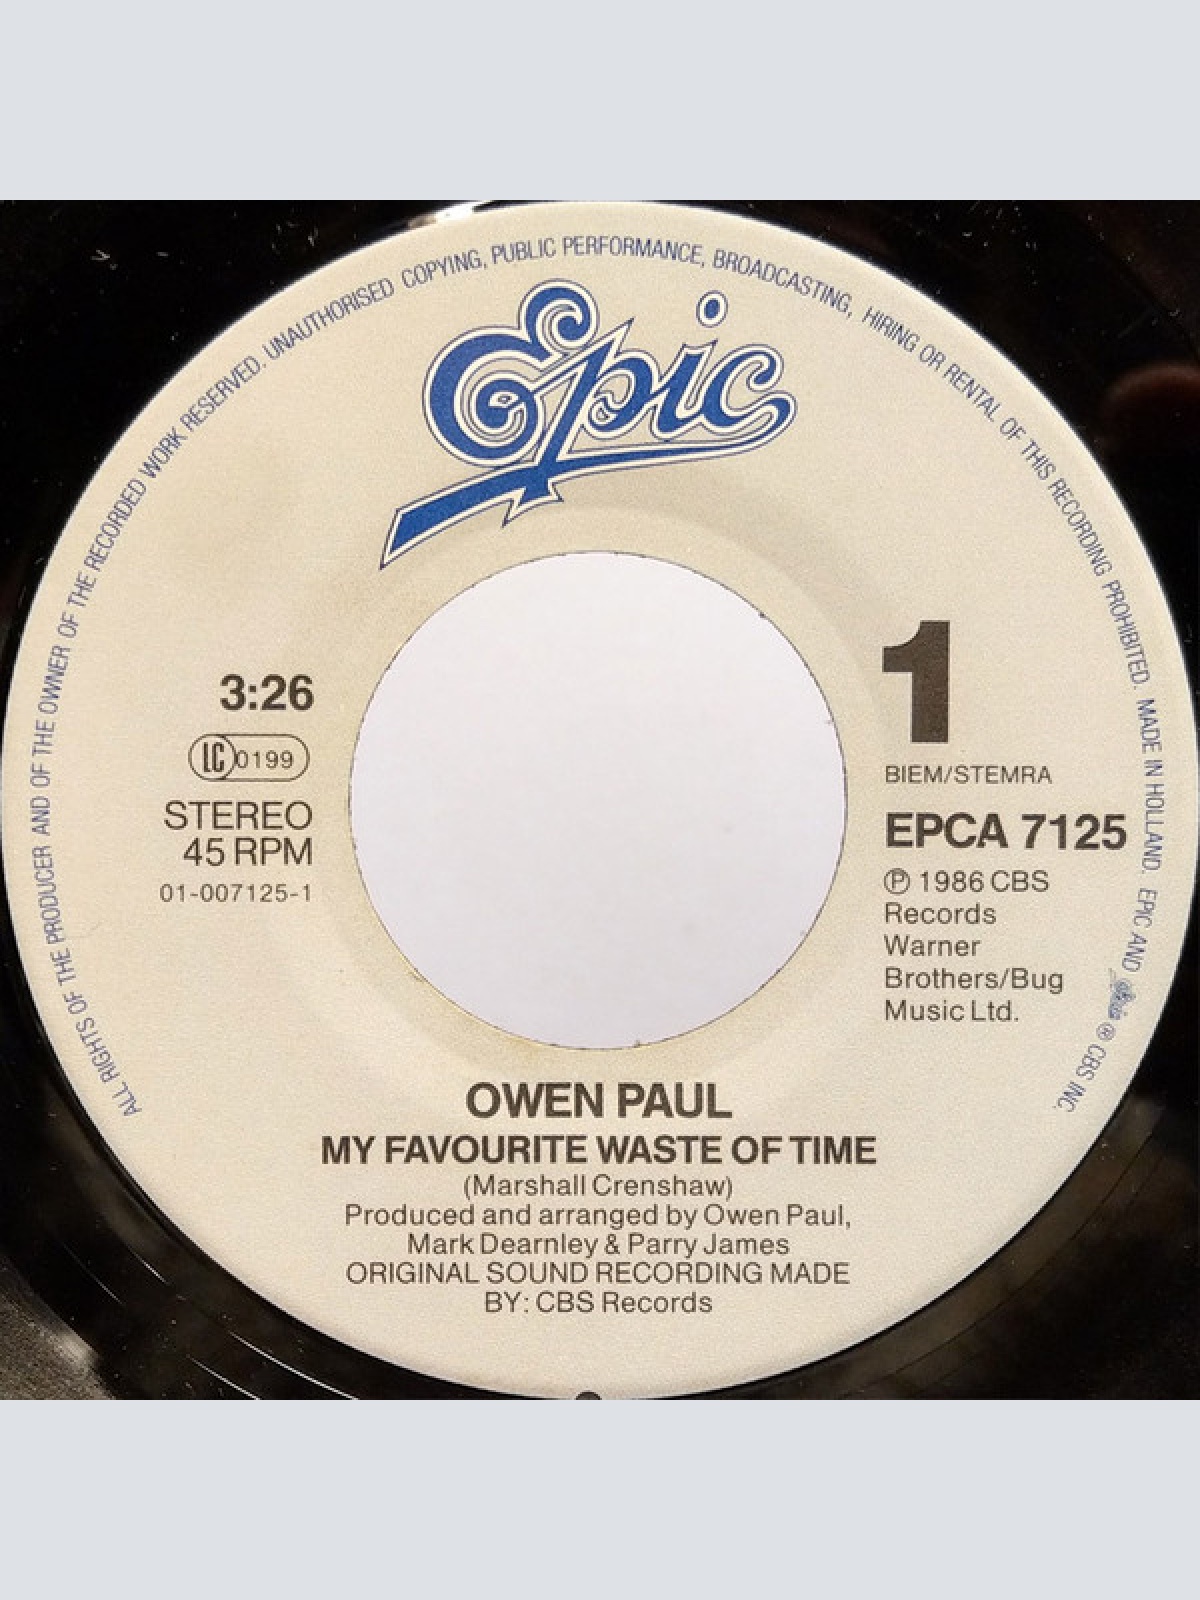 ALL RIGHTS OF THE PRODUCER AND OF THE OWNER OF THE RECORDED WORK RESERVED. UNAUTHORISED COPYING, PUBLIC PERFORMANCE, BROADCASTING, HIRING OR RENTAL OF THIS RECORDING PROHIBITED. MADE IN HOLLAND. EPIC AND Epic ® CBS INC.
Epic
3:26
LC 0199
STEREO
45 RPM
01-007125-1
1
BIEM/STEMRA
EPCA 7125
℗ 1986 CBS
Records
Warner
Brothers/Bug
Music Ltd.
OWEN PAUL
MY FAVOURITE WASTE OF TIME
(Marshall Crenshaw)
Produced and arranged by Owen Paul,
Mark Dearnley & Parry James
ORIGINAL SOUND RECORDING MADE
BY: CBS Records